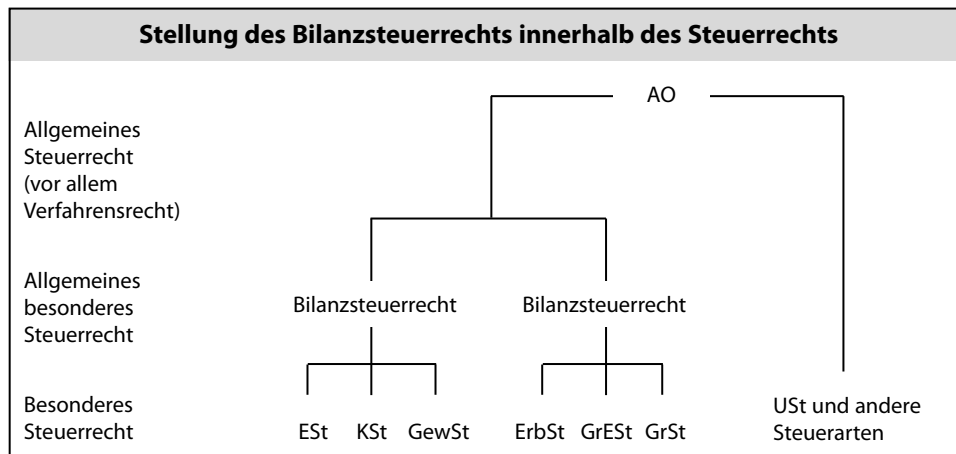 Stellung des Bilanzsteuerrechts innerhalb des Steuerrechts
AO
Allgemeines
Steuerrecht
(vor allem
Verfahrensrecht)
Allgemeines
besonderes
Steuerrecht
Bilanzsteuerrecht
Bilanzsteuerrecht
Besonderes
Steuerrecht
ESt KSt GewSt
ErbSt GrESt GrSt
USt und andere
Steuerarten